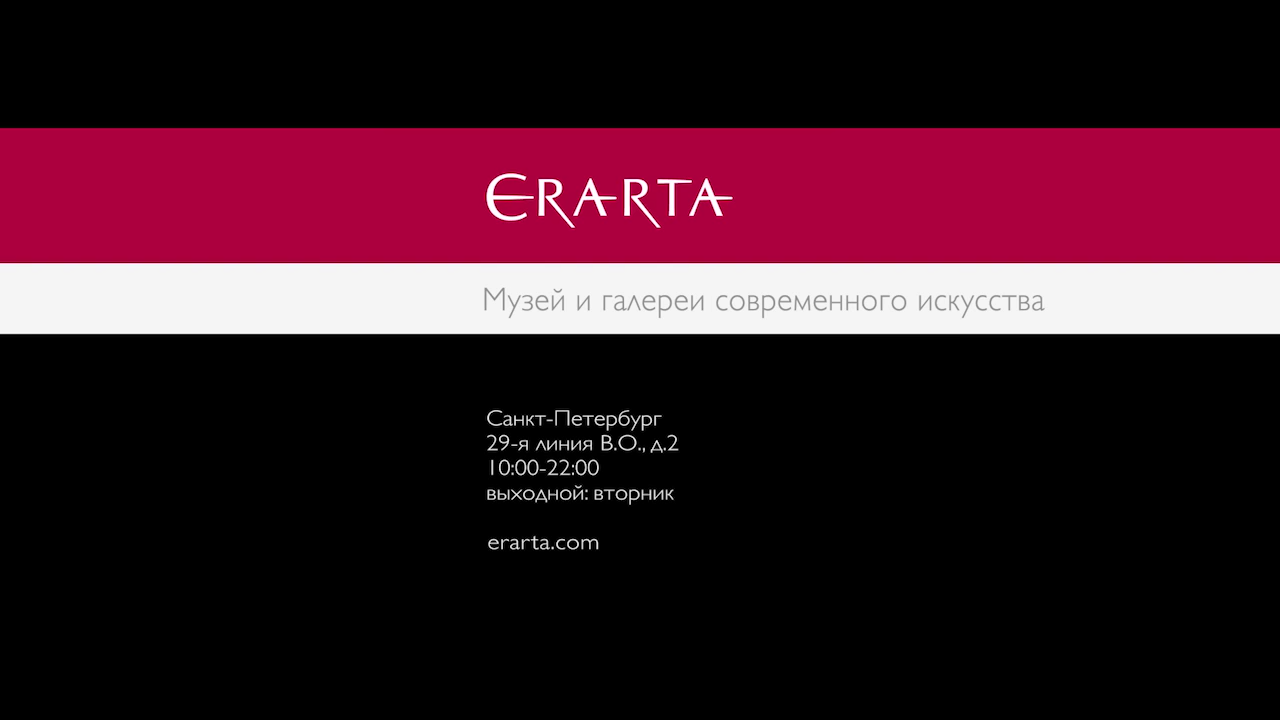 ERARTA
Музей и галереи современного искусства
Санкт-Петербург
29-я линия В.О., д.2
10:00-22:00
выходной: вторник
erarta.com